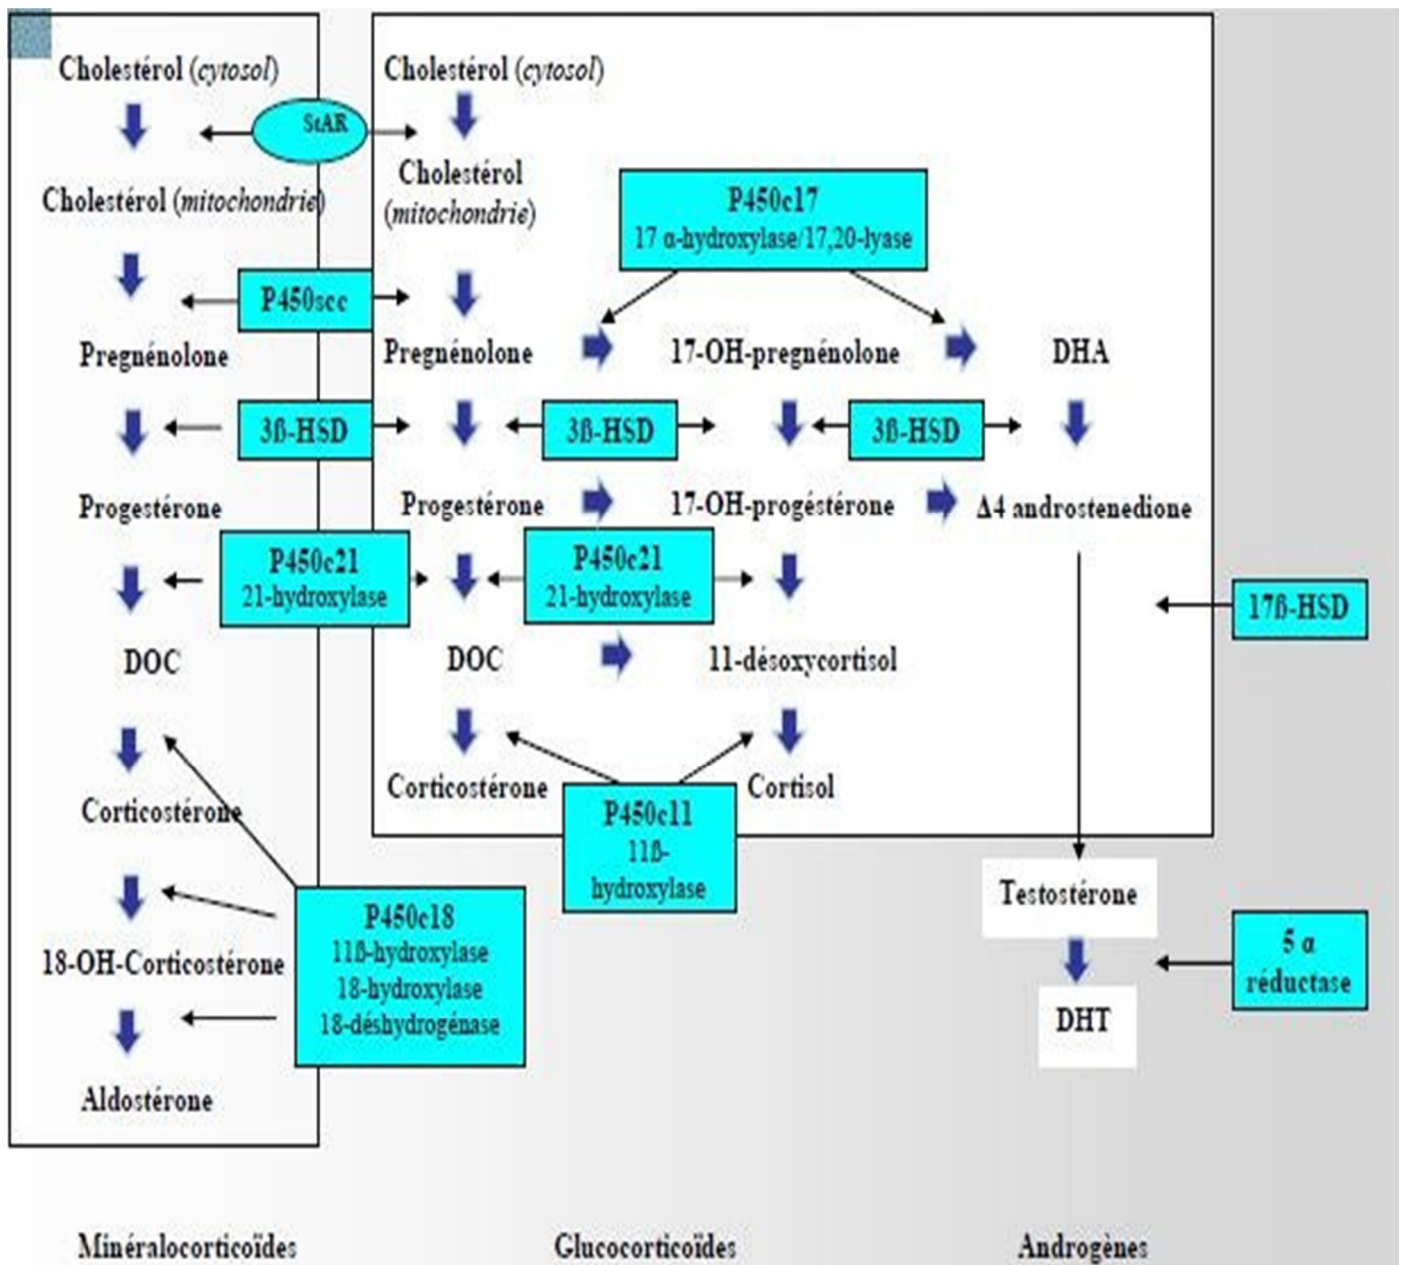 Cholestérol (cytosol)
Cholestérol (cytosol)
StAR
Cholestérol (mitochondrie)
Cholestérol
(mitochondrie)
P450c17
17 α-hydroxylase/17,20-lyase
P450scc
Pregnénolone
Pregnénolone
17-OH-pregnénolone
DHA
3ß-HSD
3ß-HSD
3ß-HSD
Progestérone
Progestérone
17-OH-progéstérone
Δ4 androstenedione
P450c21
21-hydroxylase
P450c21
21-hydroxylase
17ß-HSD
DOC
DOC
11-désoxycortisol
Corticostérone
Corticostérone
Cortisol
P450c11
11ß-
hydroxylase
P450c18
11ß-hydroxylase
18-hydroxylase
18-déshydrogénase
18-OH-Corticostérone
Testostérone
5 α
réductase
DHT
Aldostérone
Minéralocorticoïdes
Glucocorticoïdes
Androgènes